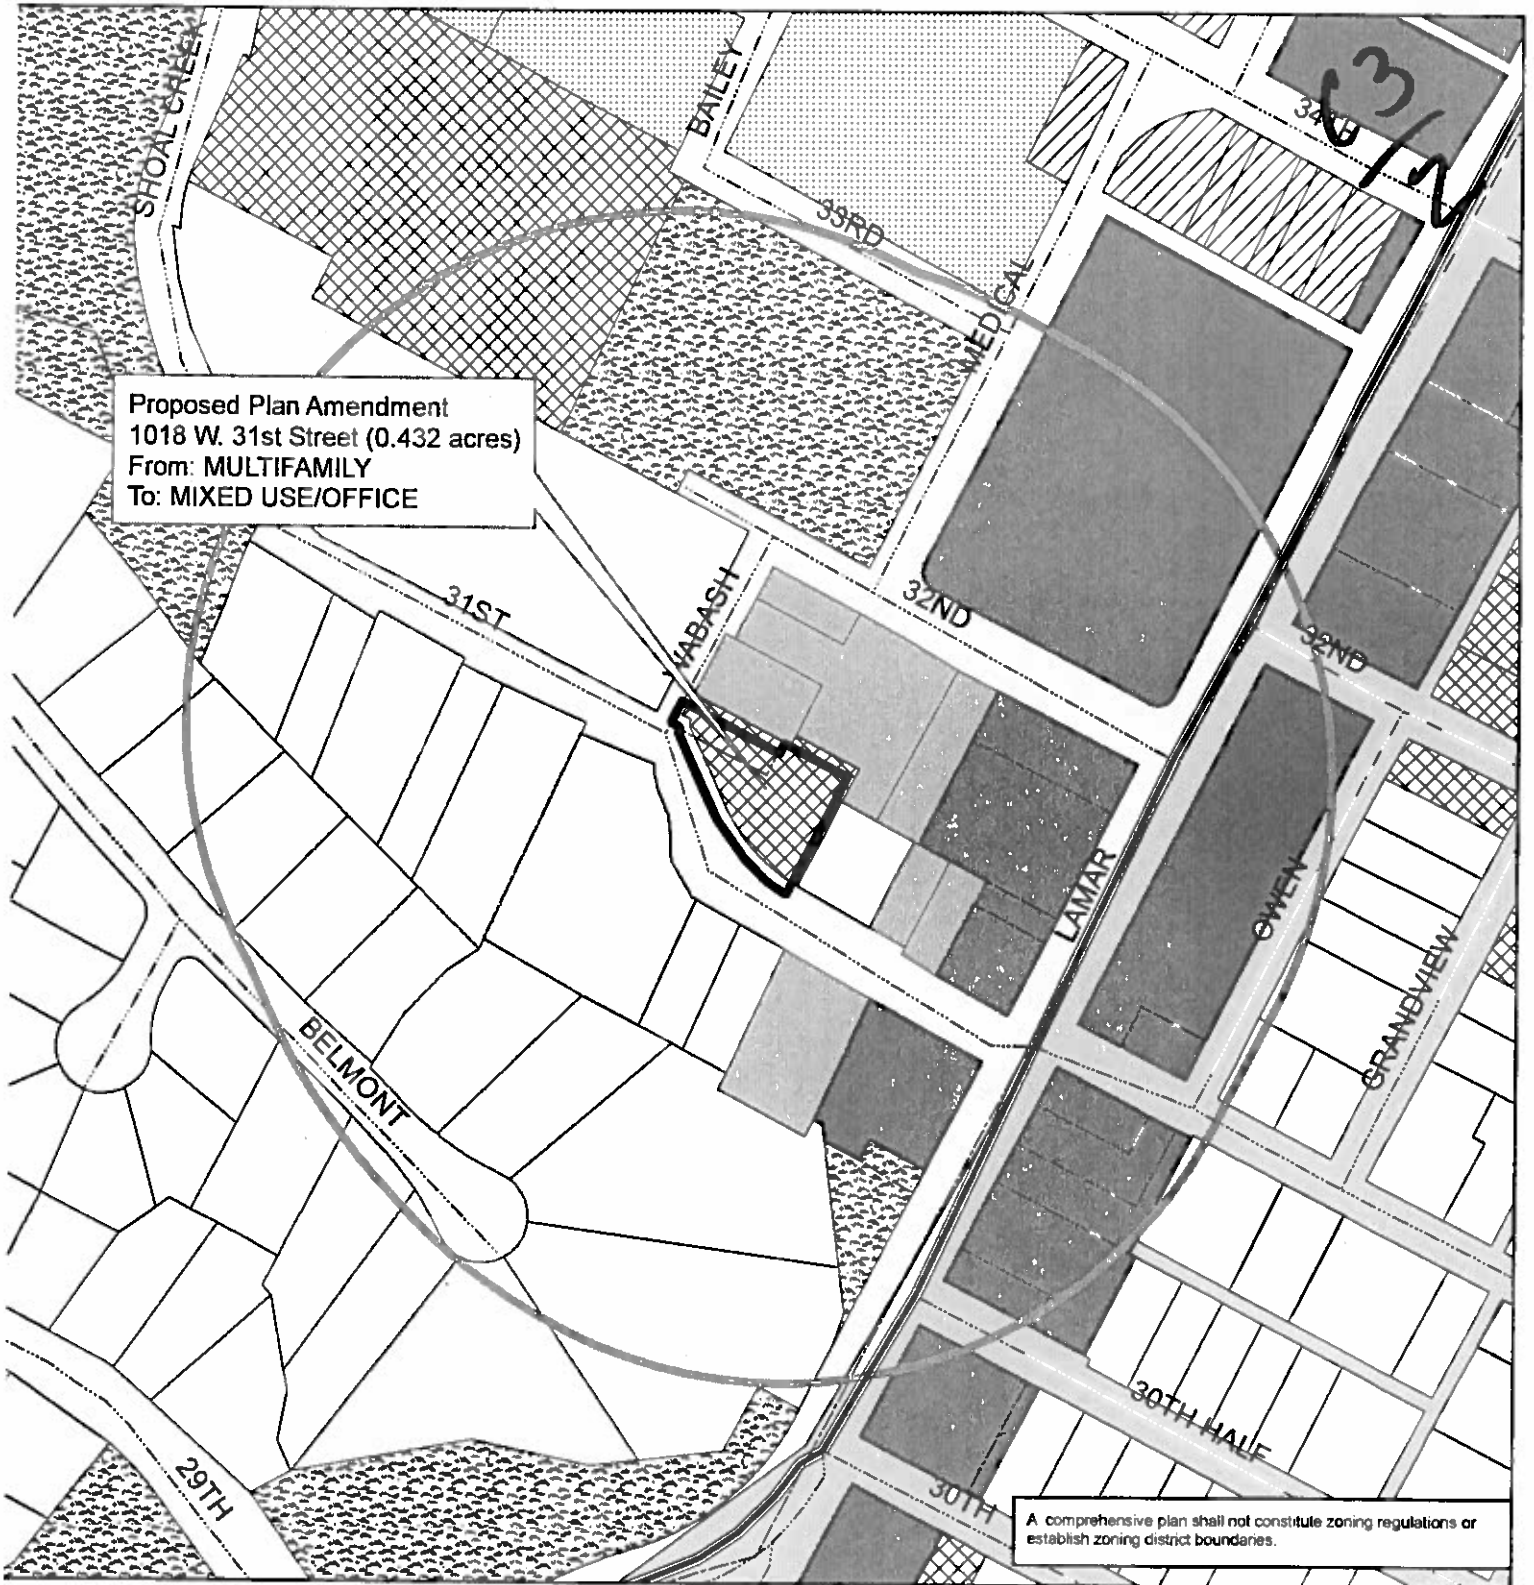 SHOAL CREEK
BAILEY
34TH
C3/12
33RD
MEDICAL
Proposed Plan Amendment
1018 W. 31st Street (0.432 acres)
From: MULTIFAMILY
To: MIXED USE/OFFICE
31ST
WABASH
32ND
32ND
LAMAR
OWEN
GRANDVIEW
BELMONT
30TH HALF
29TH
30TH
A comprehensive plan shall not constitute zoning regulations or
establish zoning district boundaries.